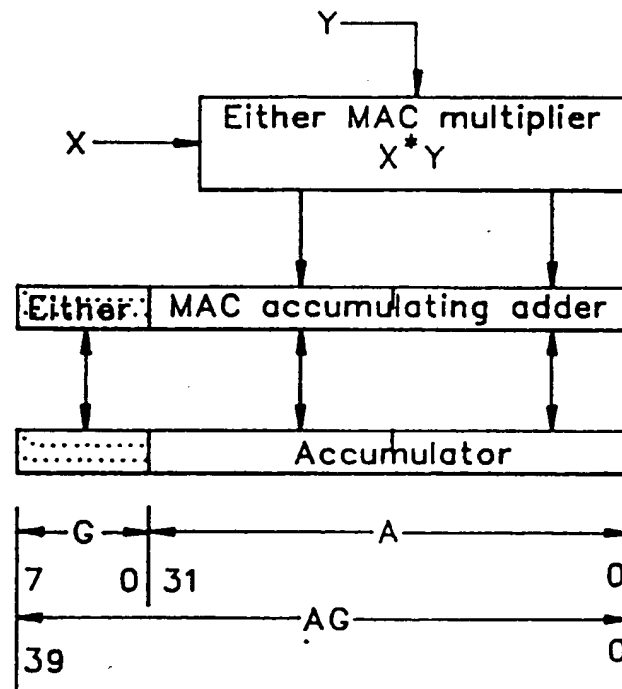 Y
Either MAC multiplier
X X*Y
Either MAC accumulating adder
Accumulator
G A
7 0 31 0
AG
39 0